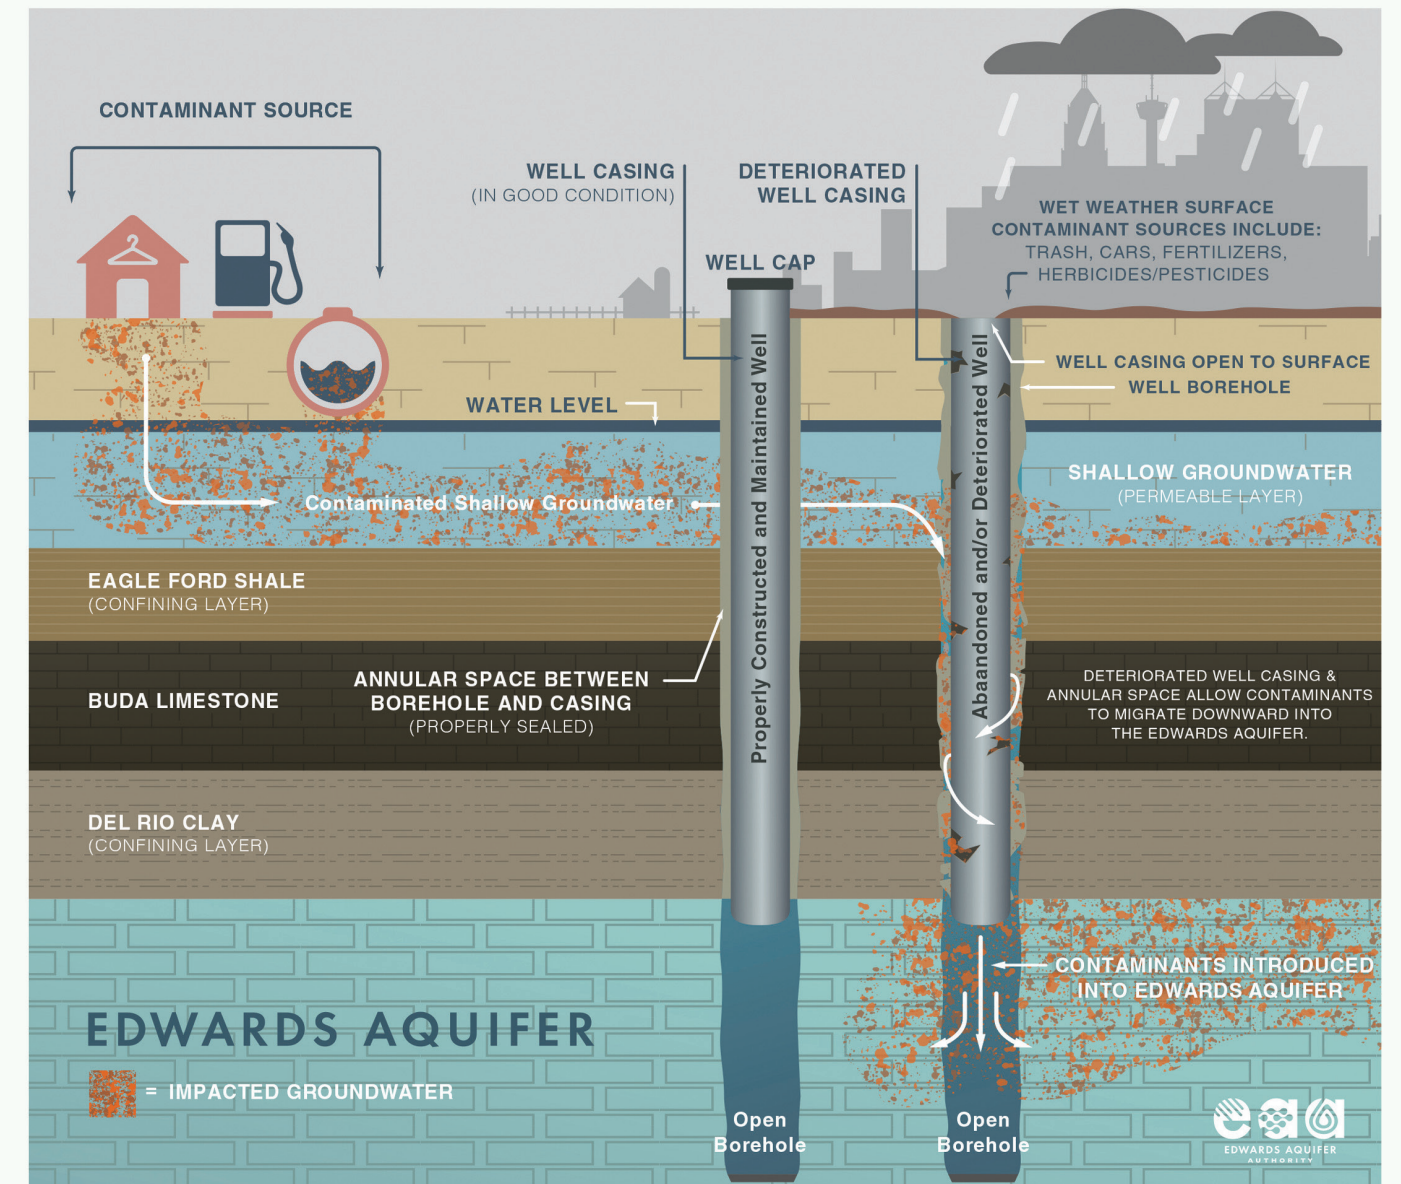 CONTAMINANT SOURCE
WELL CASING
(IN GOOD CONDITION)
DETERIORATED
WELL CASING
WELL CAP
WET WEATHER SURFACE
CONTAMINANT SOURCES INCLUDE:
TRASH, CARS, FERTILIZERS,
HERBICIDES/PESTICIDES
WELL CASING OPEN TO SURFACE
WELL BOREHOLE
WATER LEVEL
Properly Constructed and Maintained Well
Abaandoned and/or Deteriorated Well
SHALLOW GROUNDWATER
(PERMEABLE LAYER)
Contaminated Shallow Groundwater
EAGLE FORD SHALE
(CONFINING LAYER)
BUDA LIMESTONE
ANNULAR SPACE BETWEEN
BOREHOLE AND CASING
(PROPERLY SEALED)
DETERIORATED WELL CASING &
ANNULAR SPACE ALLOW CONTAMINANTS
TO MIGRATE DOWNWARD INTO
THE EDWARDS AQUIFER.
DEL RIO CLAY
(CONFINING LAYER)
CONTAMINANTS INTRODUCED
INTO EDWARDS AQUIFER
EDWARDS AQUIFER
= IMPACTED GROUNDWATER
Open
Borehole
Open
Borehole
eaa
EDWARDS AQUIFER
AUTHORITY